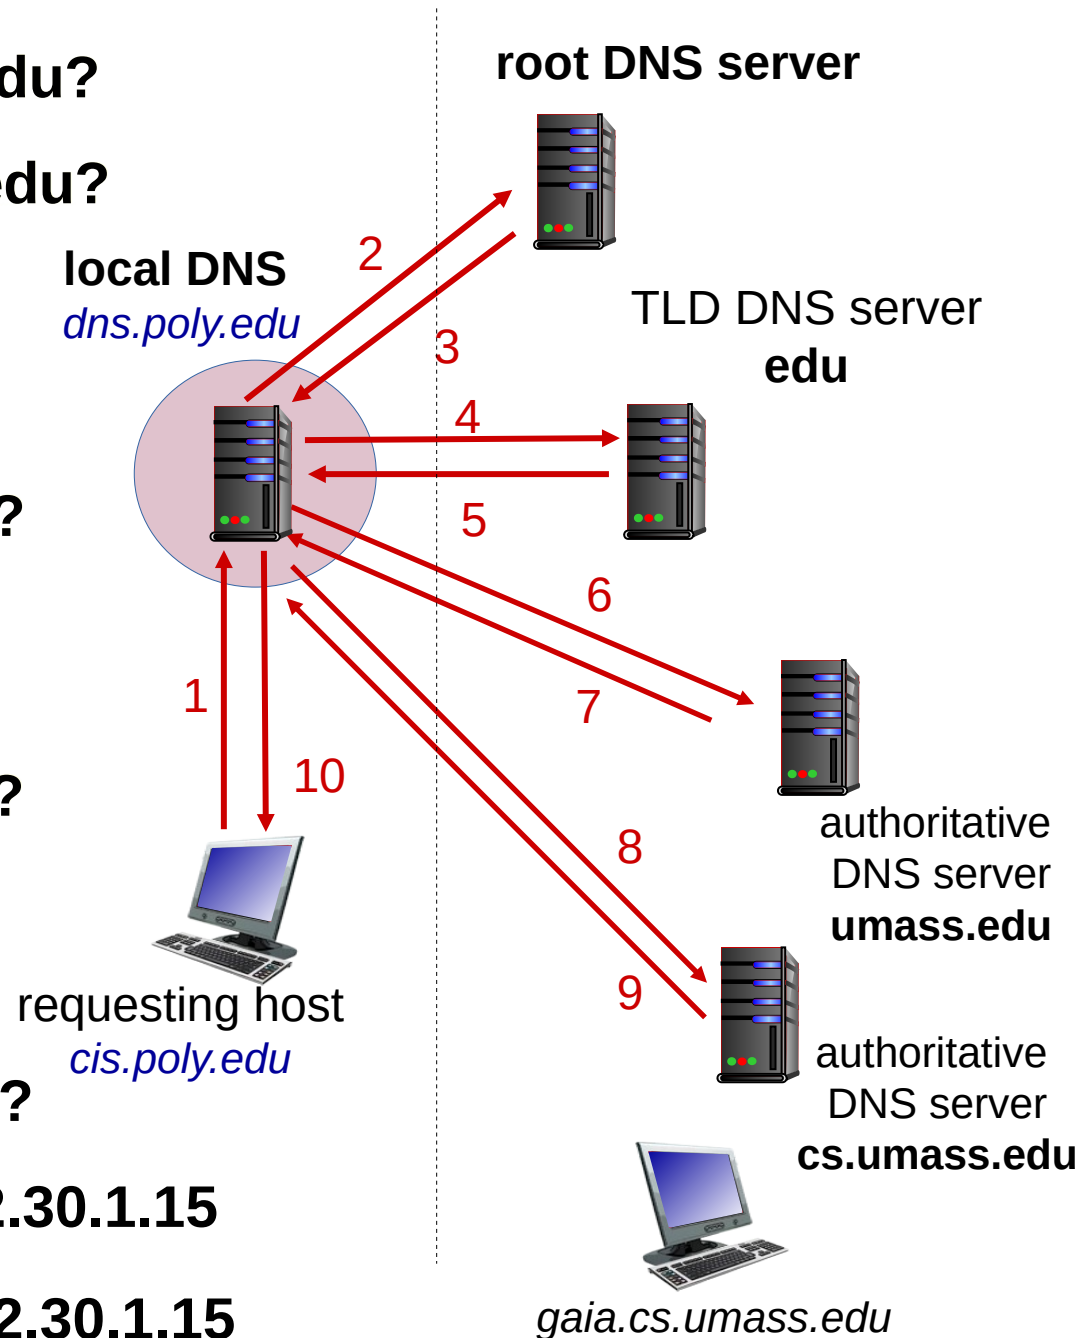 du?
root DNS server
edu?
2
local DNS
dns.poly.edu
TLD DNS server
3
edu
4
?
5
6
1
7
?
10
authoritative
8
DNS server
umass.edu
9
requesting host
cis.poly.edu
authoritative
?
DNS server
cs.umass.edu
2.30.1.15
2.30.1.15
gaia.cs.umass.edu